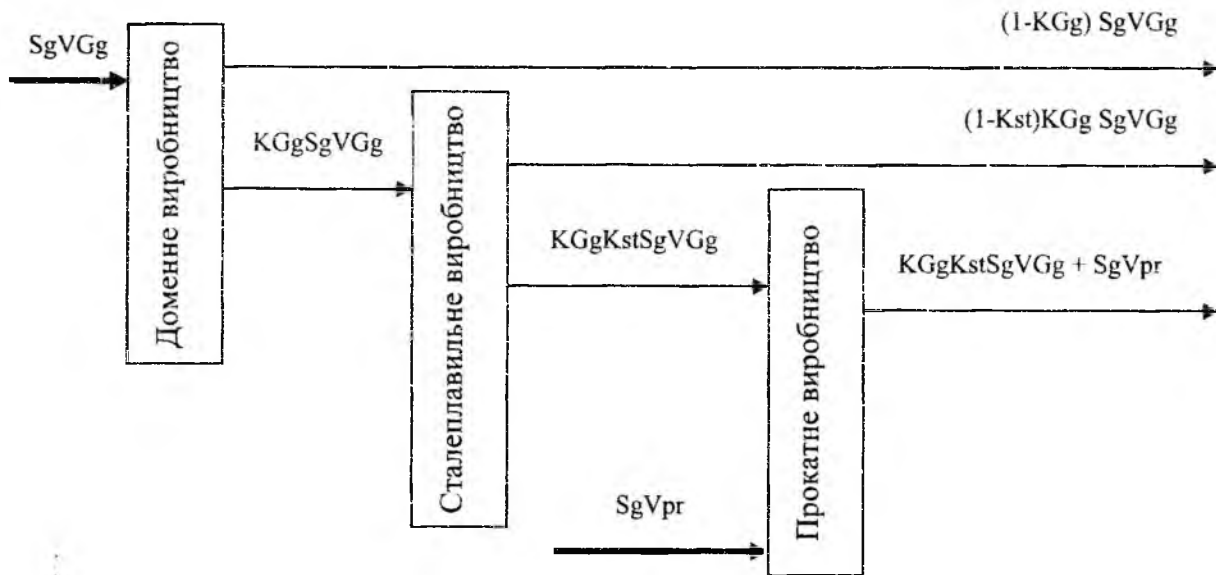 (1-KGg) SgVGg
SgVGg
Доменне виробництво
(1-Kst)KGg SgVGg
KGgSgVGg
Сталеплавильне виробництво
KGgKstSgVGg
Прокатне виробництво
KGgKstSgVGg + SgVpr
SgVpr